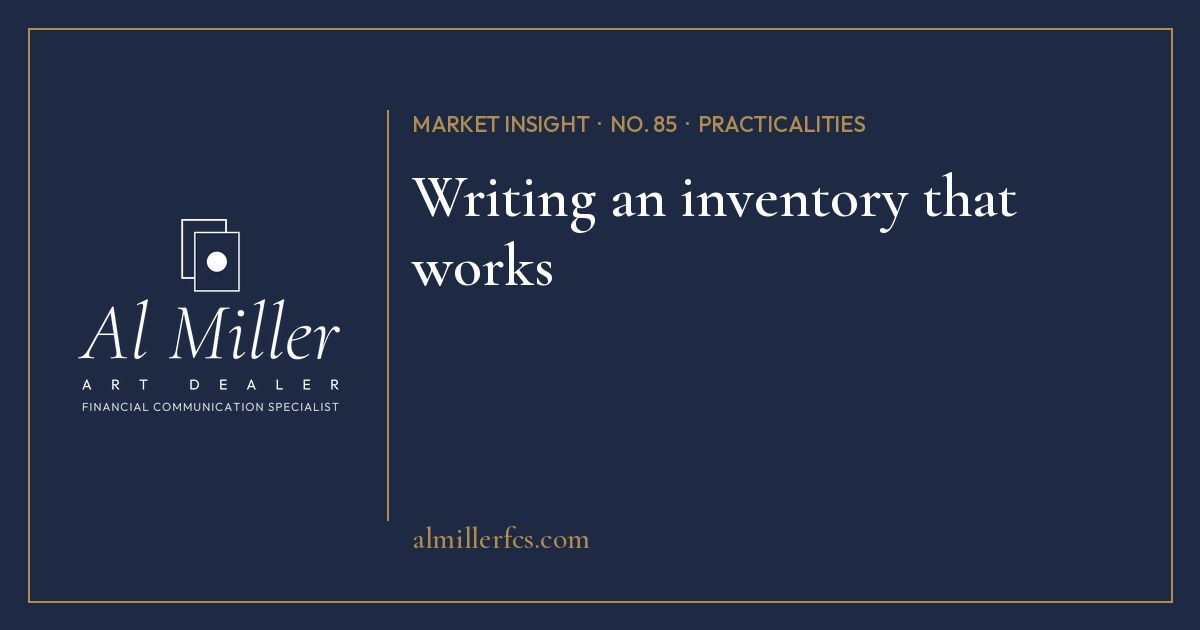 MARKET INSIGHT · NO. 85 · PRACTICALITIES
Writing an inventory that
works
Al Miller
ART DEALER
FINANCIAL COMMUNICATION SPECIALIST
almillerfcs.com